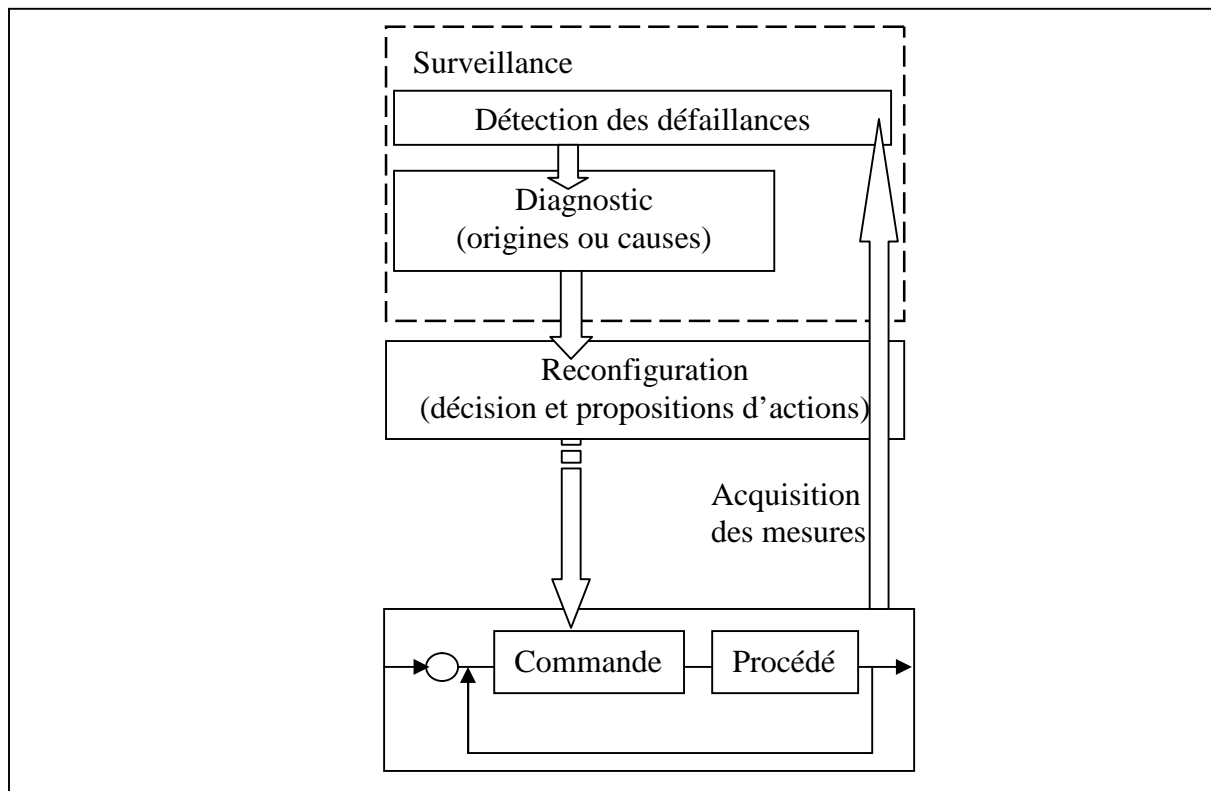 Surveillance
Détection des défaillances
Diagnostic
(origines ou causes)
Reconfiguration
(décision et propositions d'actions)
Acquisition
des mesures
Commande
Procédé